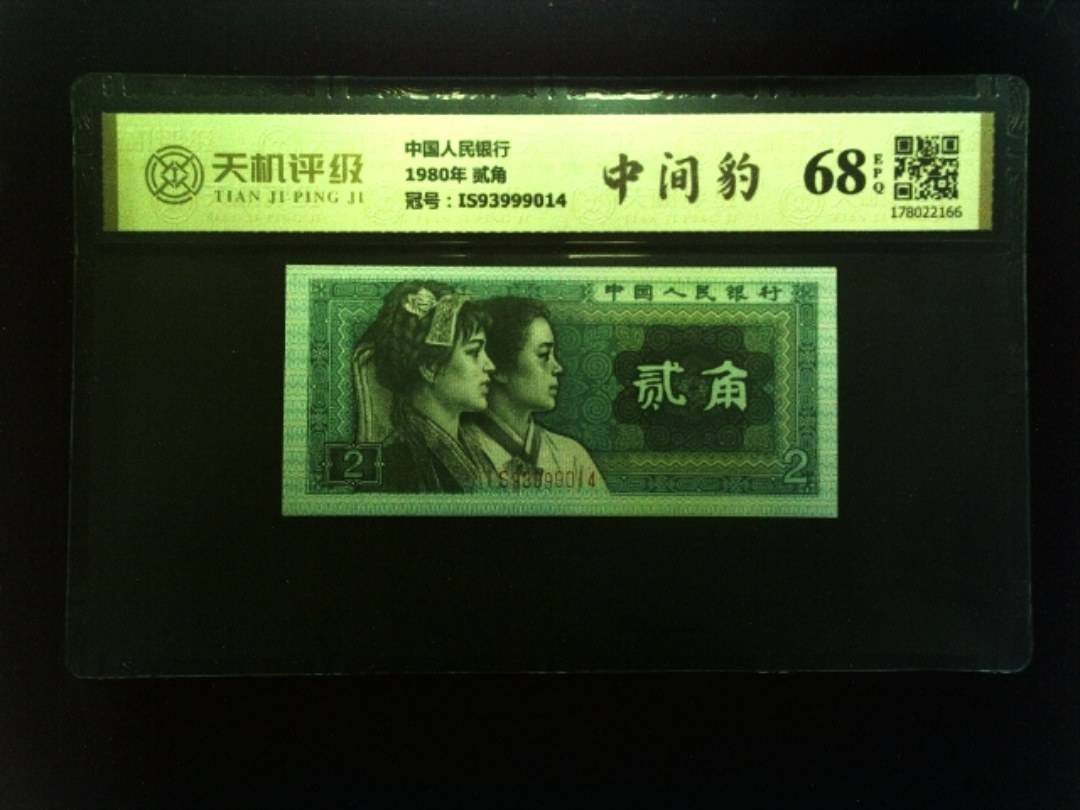 天机评级
TIAN JI PING JI
中国人民银行
1980年 贰角
冠号：IS93999014
中间豹
68
EPQ
178022166
中国人民银行
贰角
2
2
IS93999014